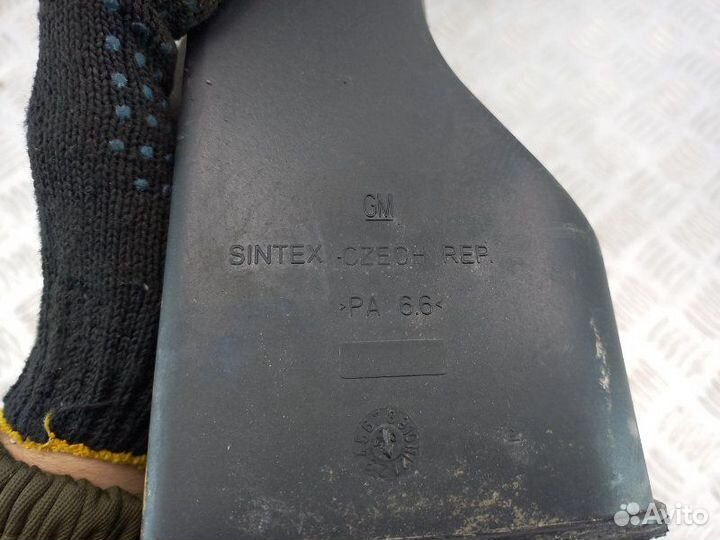 GM
SINTEX -CZECH REP.
>PA 6.6<
Avito